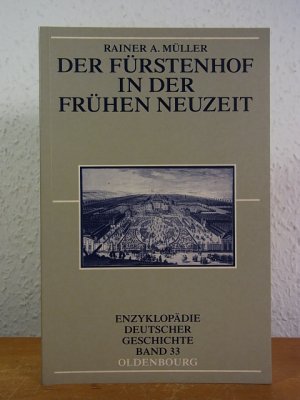 RAINER A. MÜLLER
DER FÜRSTENHOF
IN DER
FRÜHEN NEUZEIT
ENZYKLOPÄDIE
DEUTSCHER
GESCHICHTE
BAND 33
OLDENBOURG